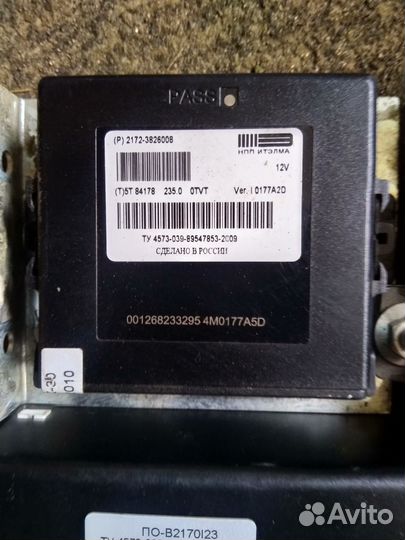 PASS
(P) 2172-3826008
НПП ИТЭЛМА
12V
(T)5T 84178 235.0 0TVT Ver. I 0177A2D
ТУ 4573-039-89547853-2009
СДЕЛАНО В РОССИИ
001268233295 4M0177A5D
010
ПО-В2170I23
Avito